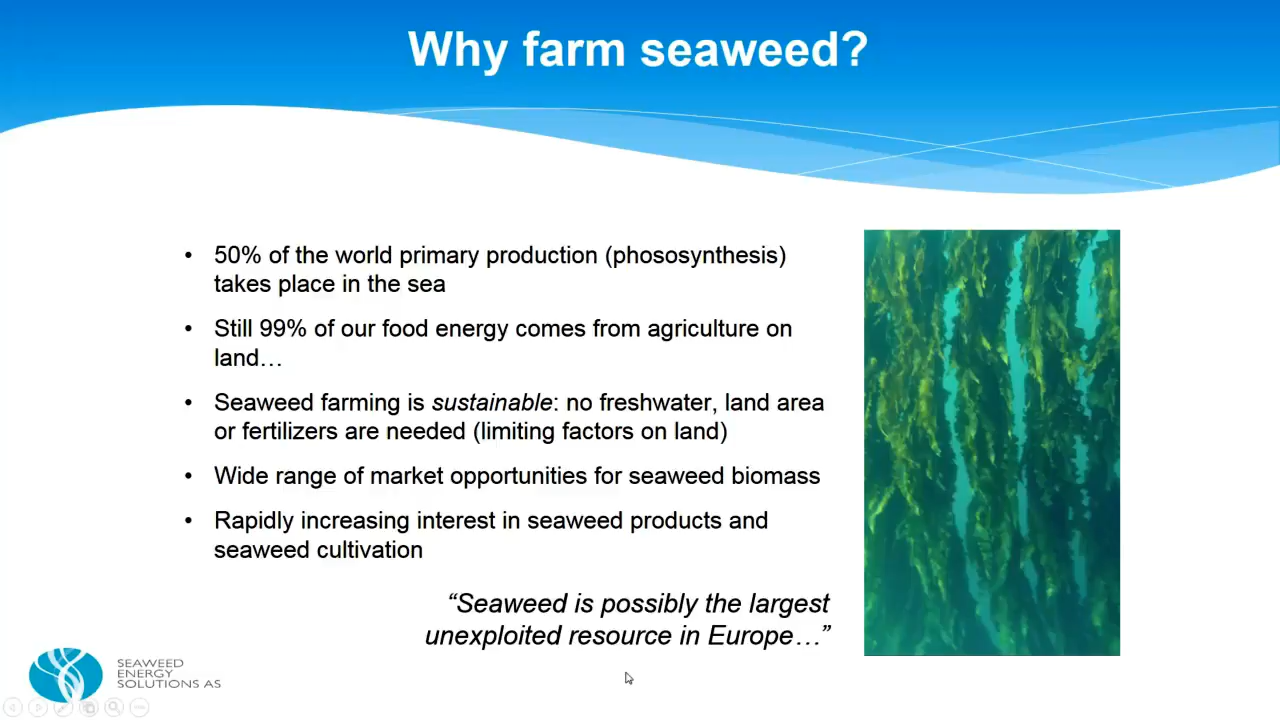 Why farm seaweed?
• 50% of the world primary production (phososynthesis)
takes place in the sea
• Still 99% of our food energy comes from agriculture on
land…
• Seaweed farming is sustainable: no freshwater, land area
or fertilizers are needed (limiting factors on land)
• Wide range of market opportunities for seaweed biomass
• Rapidly increasing interest in seaweed products and
seaweed cultivation
“Seaweed is possibly the largest
unexploited resource in Europe…”
SEAWEED
ENERGY
SOLUTIONS AS